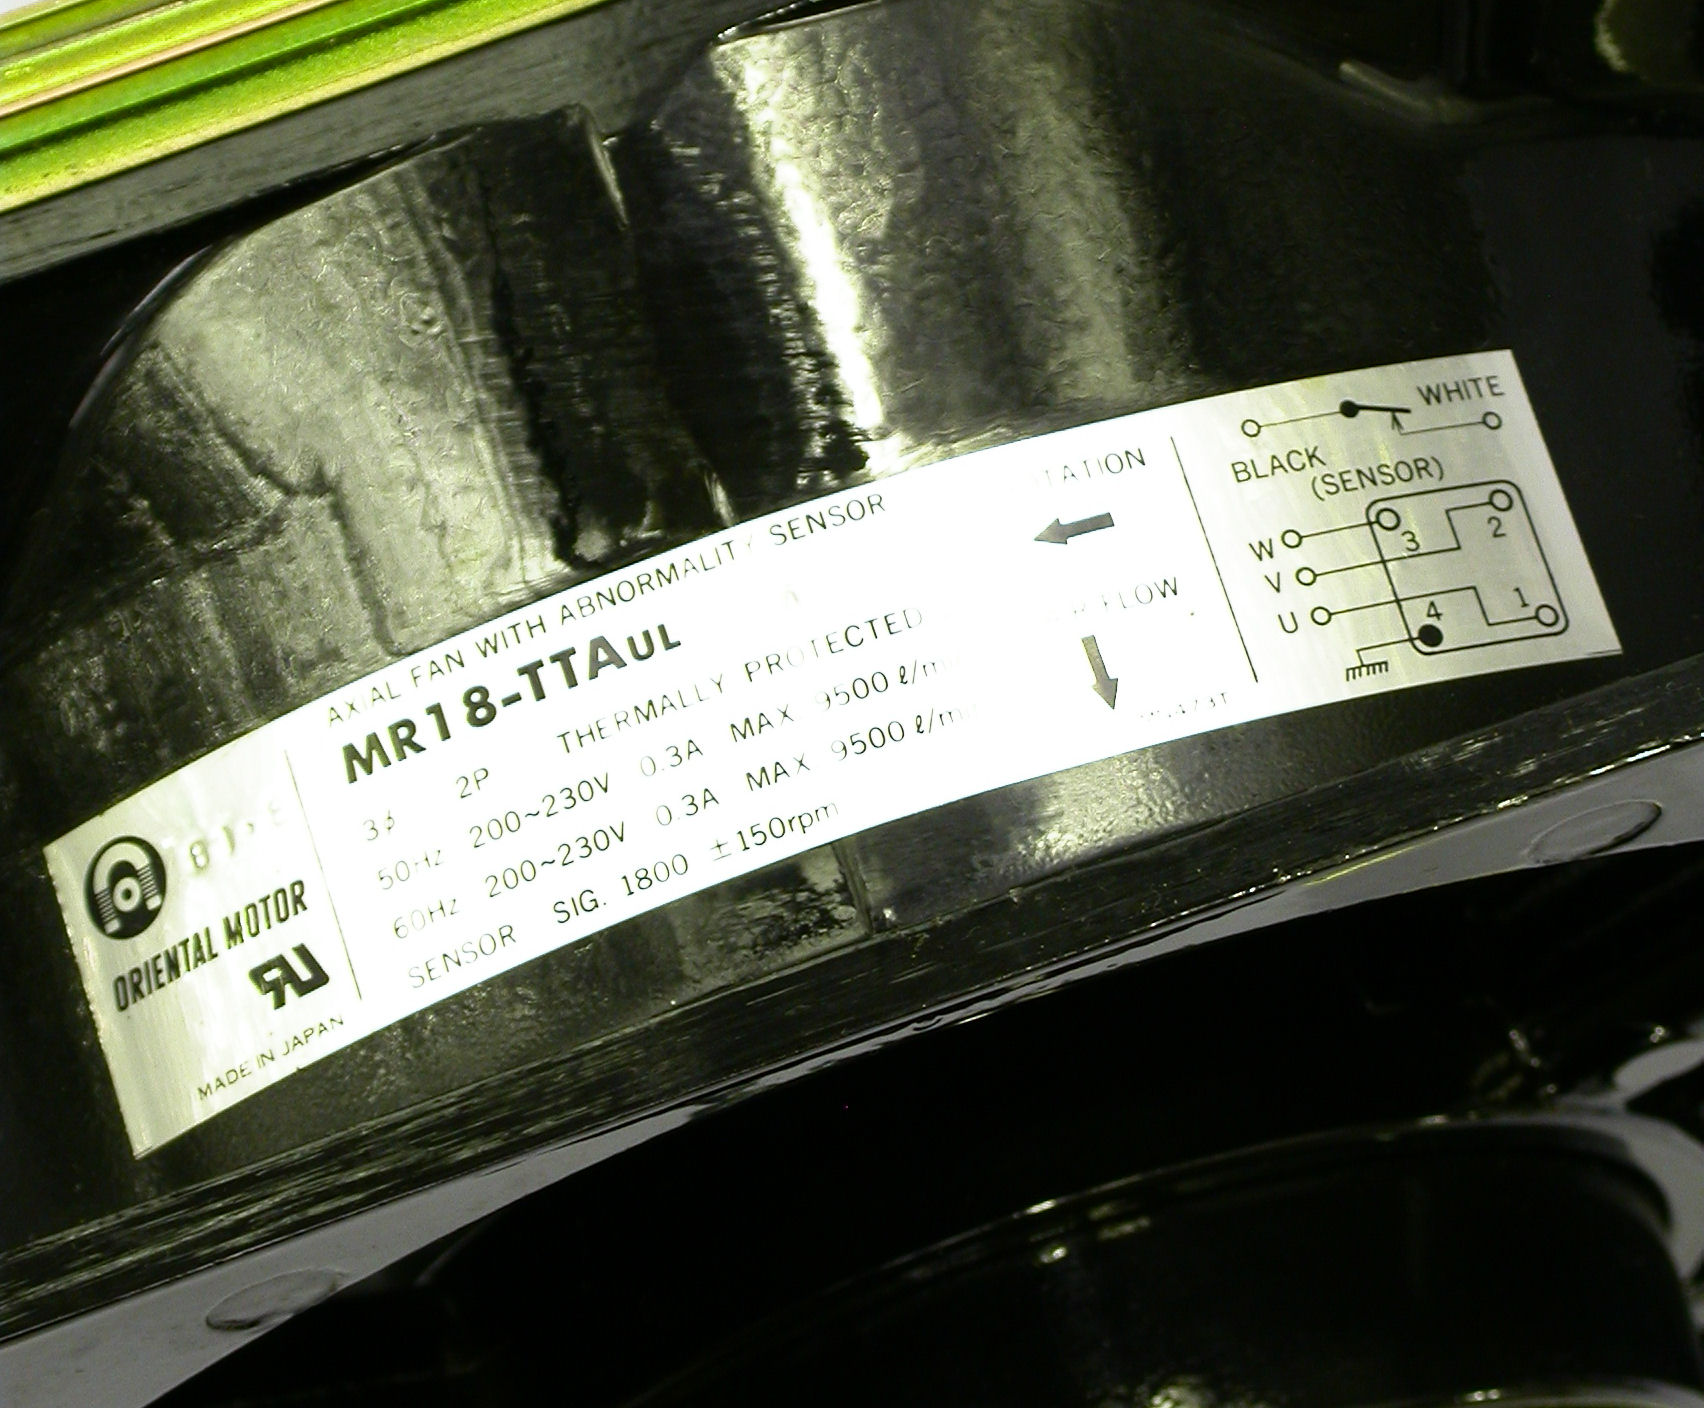 ORIENTAL MOTOR
MADE IN JAPAN
AXIAL FAN WITH ABNORMALITY SENSOR
MR18-TTAUL
3ϕ 2P THERMALLY PROTECTED
50Hz 200~230V 0.3A MAX 9500 ℓ/m
60Hz 200~230V 0.3A MAX 9500 ℓ/m
SENSOR SIG. 1800 ±150rpm
TATION
FLOW
WHITE
BLACK
(SENSOR)
W 3 2
V
U 4 1